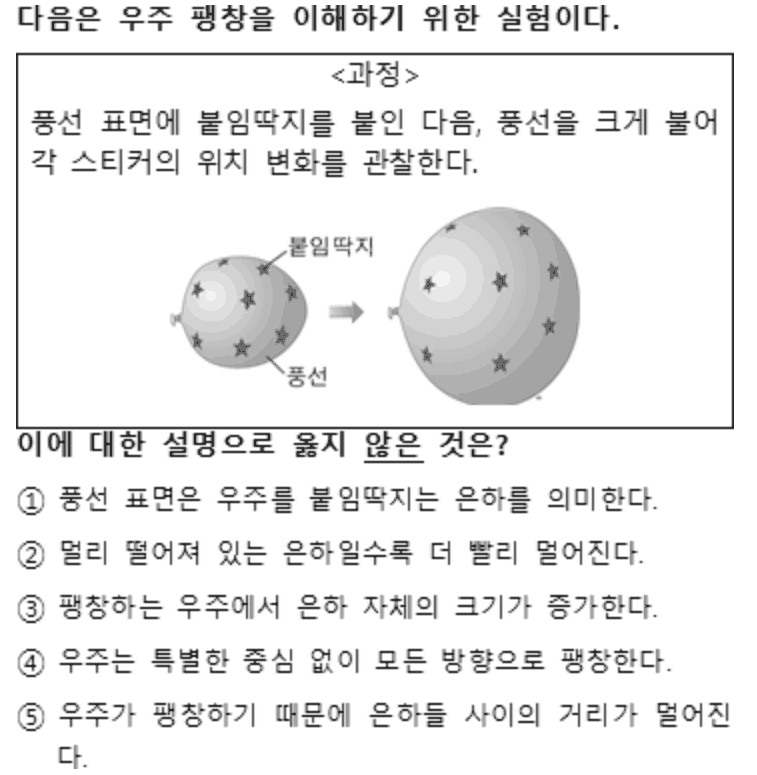 다음은 우주 팽창을 이해하기 위한 실험이다.
<과정>
풍선 표면에 붙임딱지를 붙인 다음, 풍선을 크게 불어
각 스티커의 위치 변화를 관찰한다.
붙임딱지
풍선
이에 대한 설명으로 옳지 않은 것은?
① 풍선 표면은 우주를 붙임딱지는 은하를 의미한다.
② 멀리 떨어져 있는 은하일수록 더 빨리 멀어진다.
③ 팽창하는 우주에서 은하 자체의 크기가 증가한다.
④ 우주는 특별한 중심 없이 모든 방향으로 팽창한다.
⑤ 우주가 팽창하기 때문에 은하들 사이의 거리가 멀어진
다.